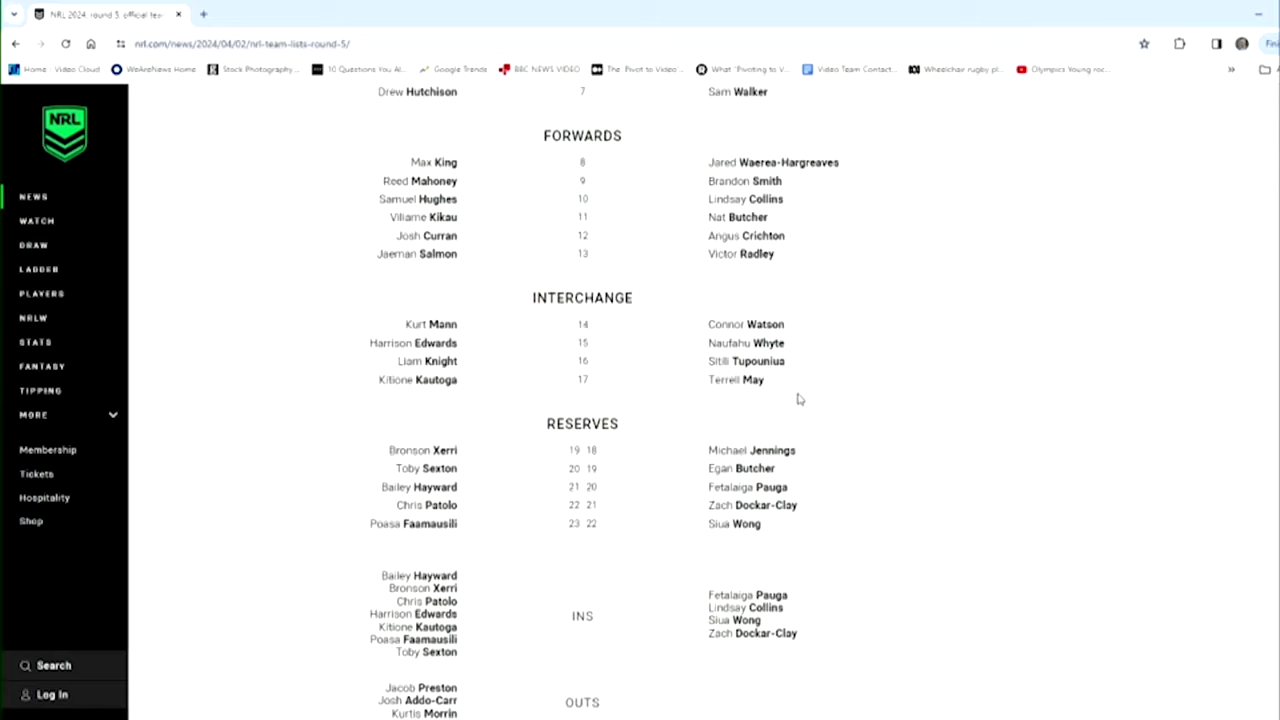 NRL 2024, round 5, official tea
nrl.com/news/2024/04/02/nrl-team-lists-round-5/
Home - Video Cloud
WeAreNews Home
Stock Photography...
10 Questions You Al...
Google Trends
BBC NEWS VIDEO
The 'Pivot to Video'...
What "Pivoting to V...
Video Team Contact...
Wheelchair rugby pl...
Olympics Young roc...
»
NRL
NEWS
WATCH
DRAW
LADDER
PLAYERS
NRLW
STATS
FANTASY
TIPPING
MORE
Membership
Tickets
Hospitality
Shop
Search
Log In
Drew Hutchison 7 Sam Walker
FORWARDS
Max King 8 Jared Waerea-Hargreaves
Reed Mahoney 9 Brandon Smith
Samuel Hughes 10 Lindsay Collins
Viliame Kikau 11 Nat Butcher
Josh Curran 12 Angus Crichton
Jaeman Salmon 13 Victor Radley
INTERCHANGE
Kurt Mann 14 Connor Watson
Harrison Edwards 15 Naufahu Whyte
Liam Knight 16 Sitili Tupouniua
Kitione Kautoga 17 Terrell May
RESERVES
Bronson Xerri 19 18 Michael Jennings
Toby Sexton 20 19 Egan Butcher
Bailey Hayward 21 20 Fetalaiga Pauga
Chris Patolo 22 21 Zach Dockar-Clay
Poasa Faamausili 23 22 Siua Wong
Bailey Hayward
Bronson Xerri
Chris Patolo
Harrison Edwards
Kitione Kautoga
Poasa Faamausili
Toby Sexton
INS
Fetalaiga Pauga
Lindsay Collins
Siua Wong
Zach Dockar-Clay
Jacob Preston
Josh Addo-Carr
Kurtis Morrin
OUTS